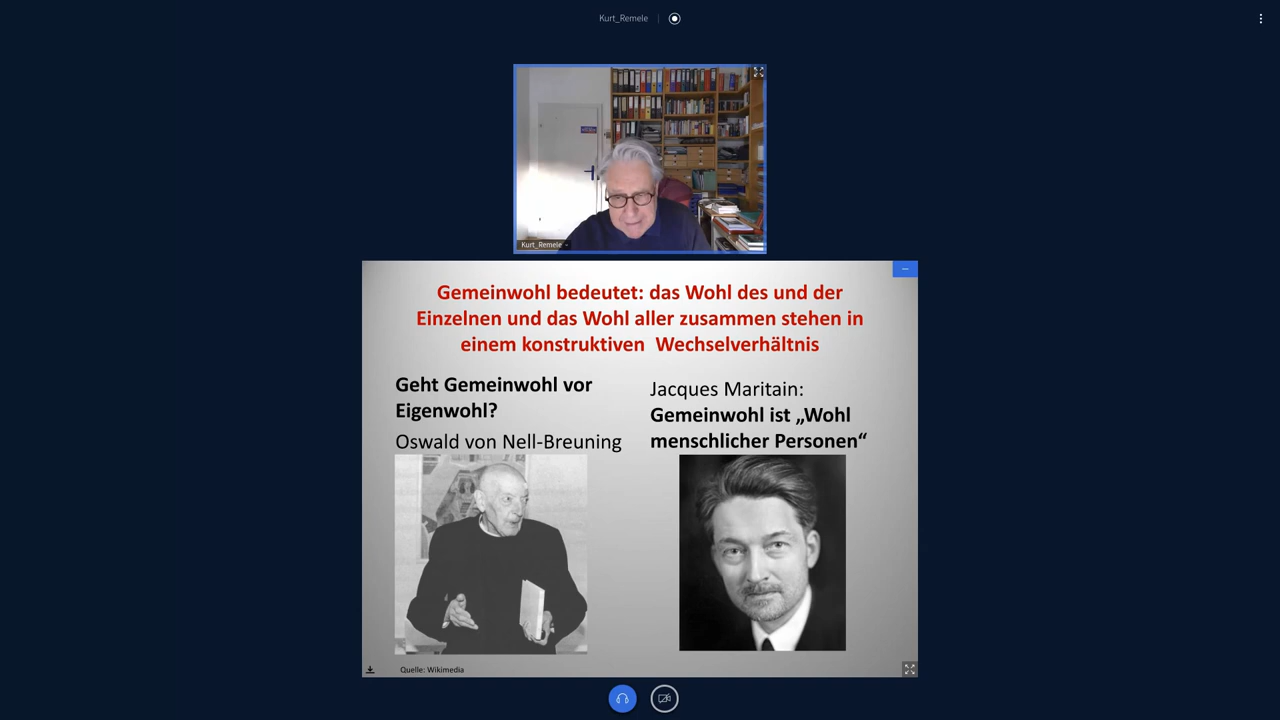 Kurt_Remele
Kurt_Remele
Gemeinwohl bedeutet: das Wohl des und der
Einzelnen und das Wohl aller zusammen stehen in
einem konstruktiven  Wechselverhältnis
Geht Gemeinwohl vor
Eigenwohl?
Oswald von Nell-Breuning
Jacques Maritain:
Gemeinwohl ist „Wohl
menschlicher Personen“
Quelle: Wikimedia